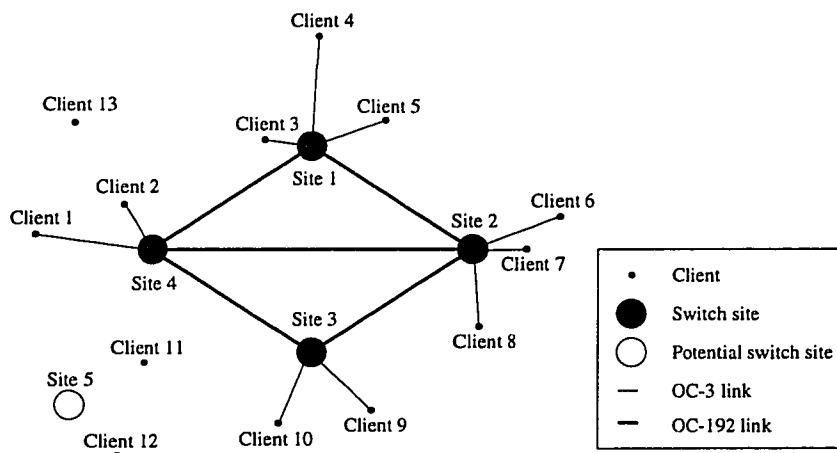 Client 4
Client 13
Client 3
Client 5
Site 1
Client 2
Client 1
Site 2
Client 6
Client 7
Site 4
Site 3
Client 8
Client 11
Site 5
Client 10
Client 9
Client 12
Client
Switch site
Potential switch site
OC-3 link
OC-192 link